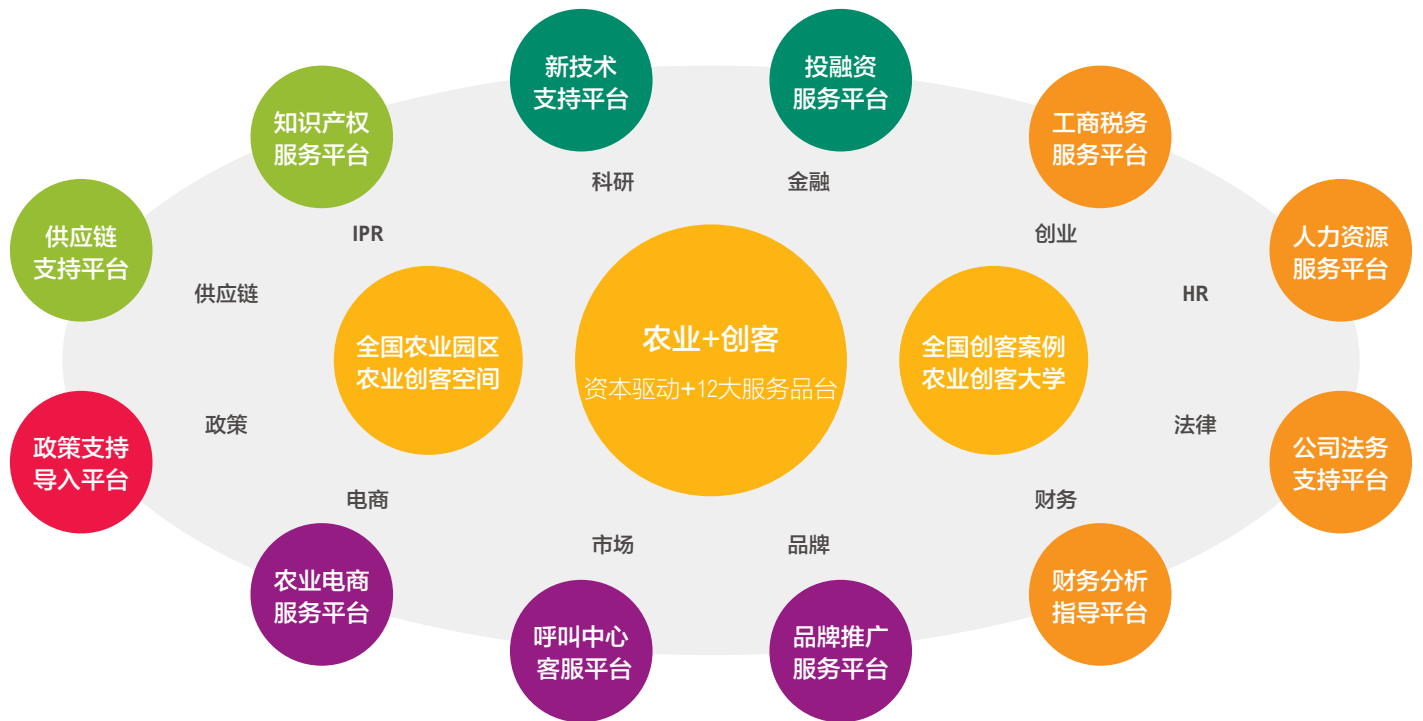 新技术
支持平台
投融资
服务平台
知识产权
服务平台
工商税务
服务平台
科研
金融
供应链
支持平台
IPR
创业
人力资源
服务平台
供应链
HR
全国农业园区
农业创客空间
农业+创客
资本驱动+12大服务品台
全国创客案例
农业创客大学
政策
法律
政策支持
导入平台
公司法务
支持平台
电商
财务
市场
品牌
农业电商
服务平台
财务分析
指导平台
呼叫中心
客服平台
品牌推广
服务平台